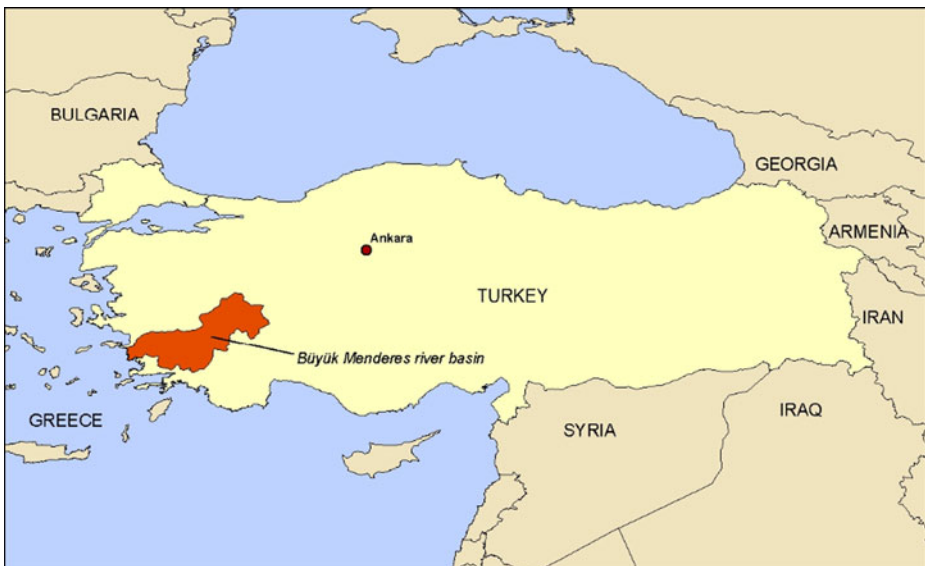 BULGARIA
GEORGIA
ARMENIA
Ankara
TURKEY
IRAN
Büyük Menderes river basin
GREECE
SYRIA
IRAQ